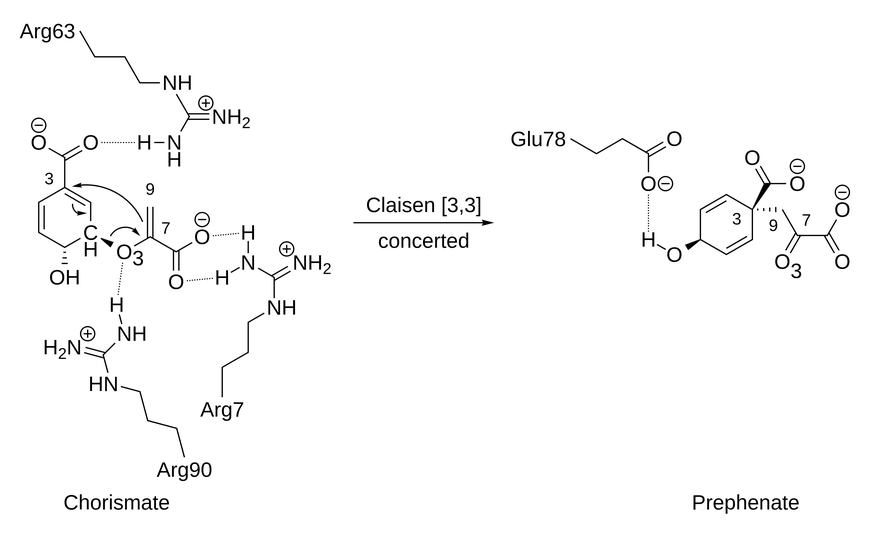 Arg63
NH
⊕
NH2
⊖
O
O
H
N
H
3
9
7
⊖
O
H
C
H
O3
O
H
N
⊕
NH2
NH
OH
H
H2N
⊕
NH
HN
Arg7
Arg90
Chorismate
Claisen [3,3]
concerted
Glu78
O
O⊖
O
O
⊖
3
9
7
⊖
O
H
O
O3
O
Prephenate